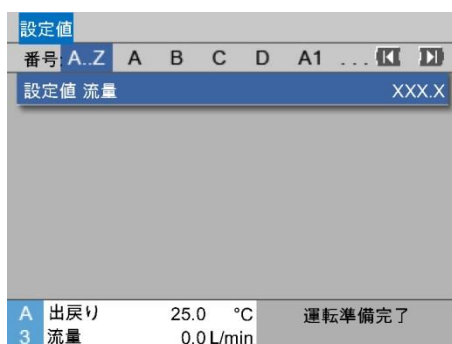 設定値
番号: A..Z A B C D A1 ...
設定値 流量 XXX.X
A 出戻り 25.0 °C 運転準備完了
3 流量 0.0 L/min